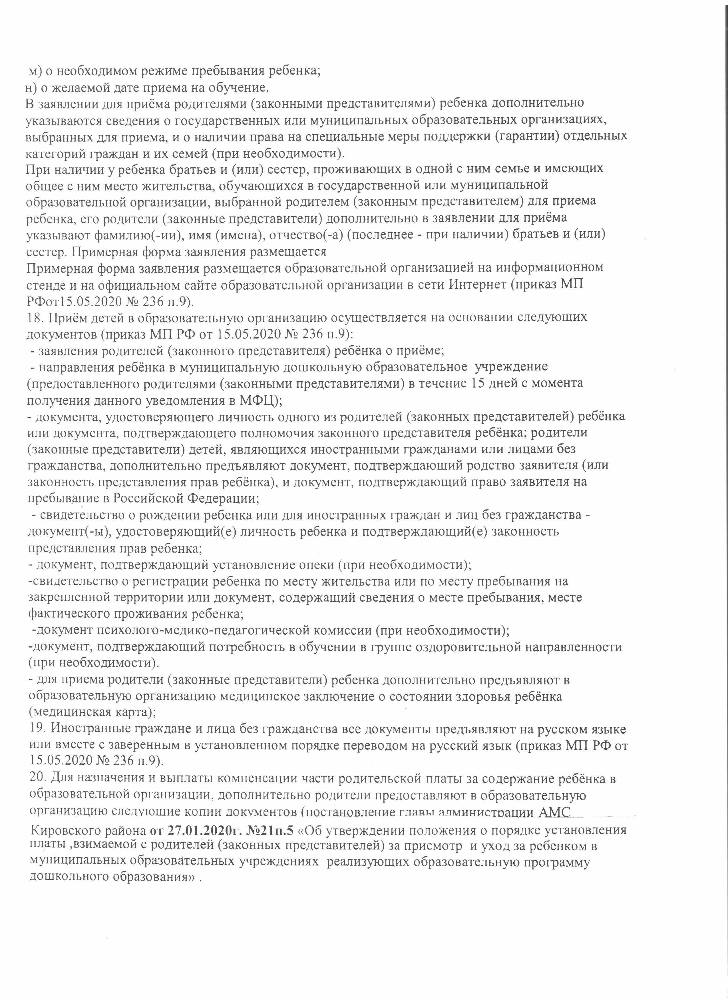 м) о необходимом режиме пребывания ребенка;
н) о желаемой дате приема на обучение.
В заявлении для приёма родителями (законными представителями) ребенка дополнительно
указываются сведения о государственных или муниципальных образовательных организациях,
выбранных для приема, и о наличии права на специальные меры поддержки (гарантии) отдельных
категорий граждан и их семей (при необходимости).
При наличии у ребенка братьев и (или) сестер, проживающих в одной с ним семье и имеющих
общее с ним место жительства, обучающихся в государственной или муниципальной
образовательной организации, выбранной родителем (законным представителем) для приема
ребенка, его родители (законные представители) дополнительно в заявлении для приёма
указывают фамилию(-ии), имя (имена), отчество(-а) (последнее - при наличии) братьев и (или)
сестер. Примерная форма заявления размещается
Примерная форма заявления размещается образовательной организацией на информационном
стенде и на официальном сайте образовательной организации в сети Интернет (приказ МП
РФот15.05.2020 № 236 п.9).
18. Приём детей в образовательную организацию осуществляется на основании следующих
документов (приказ МП РФ от 15.05.2020 № 236 п.9):
- заявления родителей (законного представителя) ребёнка о приёме;
- направления ребёнка в муниципальную дошкольную образовательное учреждение
(предоставленного родителями (законными представителями) в течение 15 дней с момента
получения данного уведомления в МФЦ);
- документа, удостоверяющего личность одного из родителей (законных представителей) ребёнка
или документа, подтверждающего полномочия законного представителя ребёнка; родители
(законные представители) детей, являющихся иностранными гражданами или лицами без
гражданства, дополнительно предъявляют документ, подтверждающий родство заявителя (или
законность представления прав ребёнка), и документ, подтверждающий право заявителя на
пребывание в Российской Федерации;
- свидетельство о рождении ребенка или для иностранных граждан и лиц без гражданства -
документ(-ы), удостоверяющий(е) личность ребенка и подтверждающий(е) законность
представления прав ребенка;
- документ, подтверждающий установление опеки (при необходимости);
-свидетельство о регистрации ребенка по месту жительства или по месту пребывания на
закрепленной территории или документ, содержащий сведения о месте пребывания, месте
фактического проживания ребенка;
-документ психолого-медико-педагогической комиссии (при необходимости);
-документ, подтверждающий потребность в обучении в группе оздоровительной направленности
(при необходимости).
- для приема родители (законные представители) ребенка дополнительно предъявляют в
образовательную организацию медицинское заключение о состоянии здоровья ребёнка
(медицинская карта);
19. Иностранные граждане и лица без гражданства все документы предъявляют на русском языке
или вместе с заверенным в установленном порядке переводом на русский язык (приказ МП РФ от
15.05.2020 № 236 п.9).
20. Для назначения и выплаты компенсации части родительской платы за содержание ребёнка в
образовательной организации, дополнительно родители предоставляют в образовательную
организацию следующие копии документов (постановление главы администрации АМС
Кировского района от 27.01.2020г. №21п.5 «Об утверждении положения о порядке установления
платы ,взимаемой с родителей (законных представителей) за присмотр и уход за ребенком в
муниципальных образовательных учреждениях реализующих образовательную программу
дошкольного образования» .